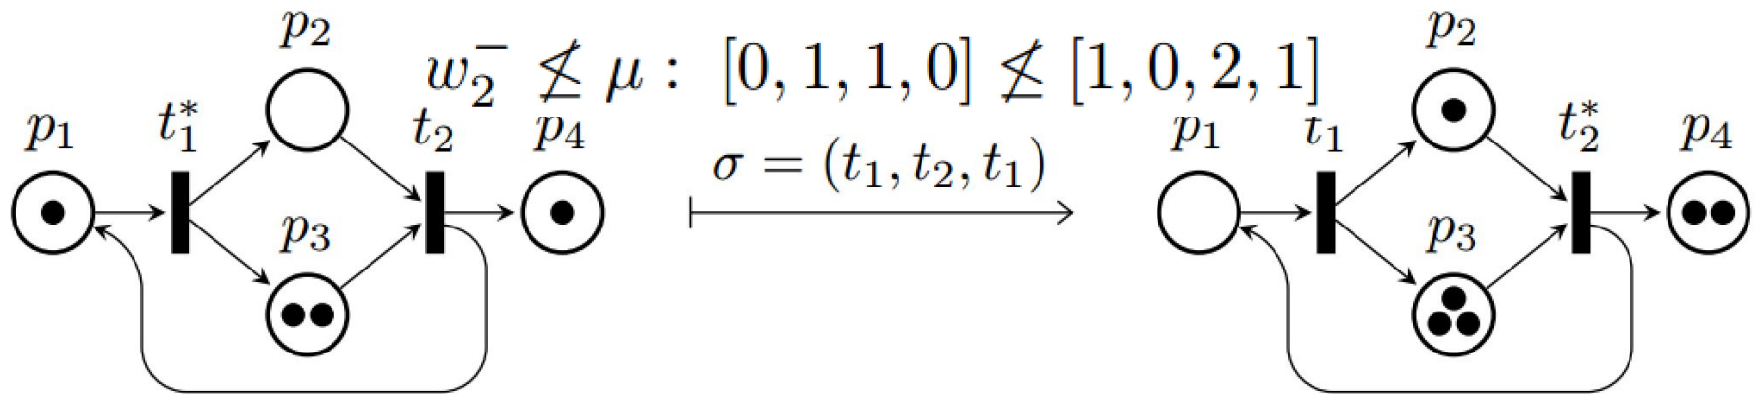 p₂
w₂⁻ ≰ μ : [0, 1, 1, 0] ≰ [1, 0, 2, 1]
p₂
p₁ t₁* t₂ p₄
σ = (t₁, t₂, t₁)
p₁ t₁ t₂* p₄
p₃
p₃